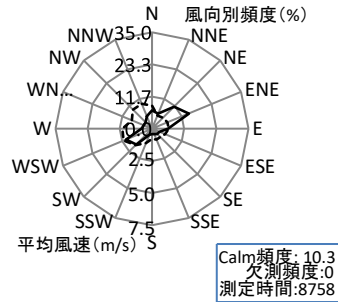 N
風向別頻度(%)
35.0
NNW
NNE
NW
23.3
NE
WN...
11.7
ENE
W
0.0
E
WSW
2.5
ESE
SW
5.0
SE
SSW
SSE
7.5
平均風速(m/s)
S
Calm頻度: 10.3
欠測頻度:0
測定時間:8758